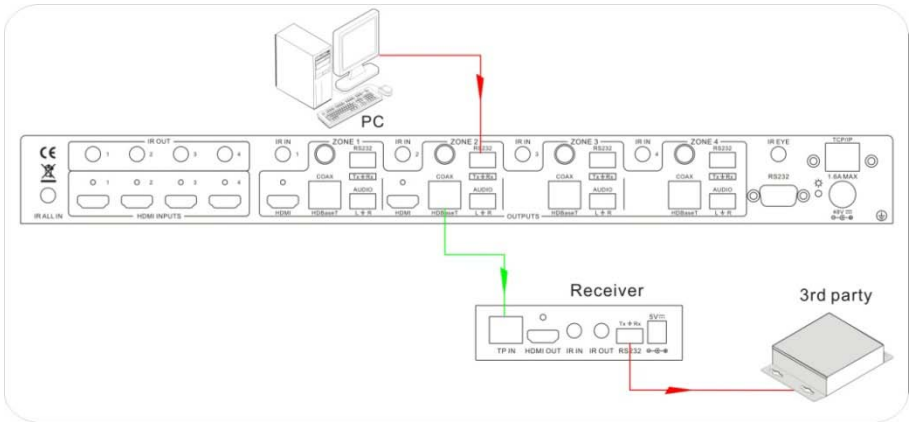 PC
CE
IR OUT
1 2 3 4
IR ALL IN
1 2 3 4
HDMI INPUTS
IR IN ZONE 1 RS232
1
COAX Tx Rx
AUDIO
HDMI HDBaseT L R
IR IN ZONE 2 RS232
2
COAX Tx Rx
AUDIO
HDMI HDBaseT L R
OUTPUTS
IR IN ZONE 3 RS232
3
COAX Tx Rx
AUDIO
HDBaseT L R
IR IN ZONE 4 RS232
4
COAX Tx Rx
AUDIO
HDBaseT L R
IR EYE
RS232
TCP/IP
1.6A MAX
48V
Receiver
Tx Rx 5V
TP IN HDMI OUT IR IN IR OUT RS232
3rd party